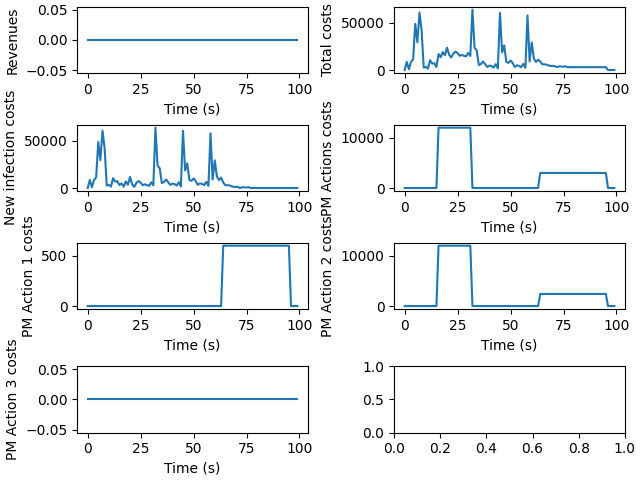 Revenues
0.05
0.00
−0.05
0 25 50 75 100
Time (s)
Total costs
50000
0
0 25 50 75 100
Time (s)
New infection costs
50000
0
0 25 50 75 100
Time (s)
PM Actions costs
10000
0
0 25 50 75 100
Time (s)
PM Action 1 costs
500
0
0 25 50 75 100
Time (s)
PM Action 2 costs
10000
0
0 25 50 75 100
Time (s)
PM Action 3 costs
0.05
0.00
−0.05
0 25 50 75 100
Time (s)
1.0
0.5
0.0
0.0 0.2 0.4 0.6 0.8 1.0